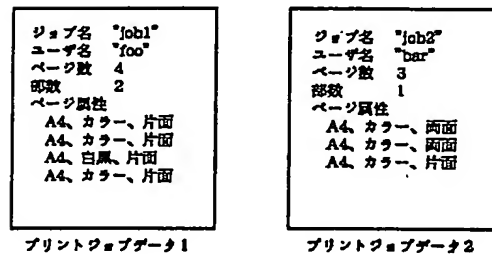 ジョブ名 "job1"
ユーザ名 "foo"
ページ数 4
部数 2
ページ属性
A4、カラー、片面
A4、カラー、片面
A4、白黒、片面
A4、カラー、片面
プリントジョブデータ1
ジョブ名 "job2"
ユーザ名 "bar"
ページ数 3
部数 1
ページ属性
A4、カラー、両面
A4、カラー、両面
A4、カラー、片面
プリントジョブデータ2